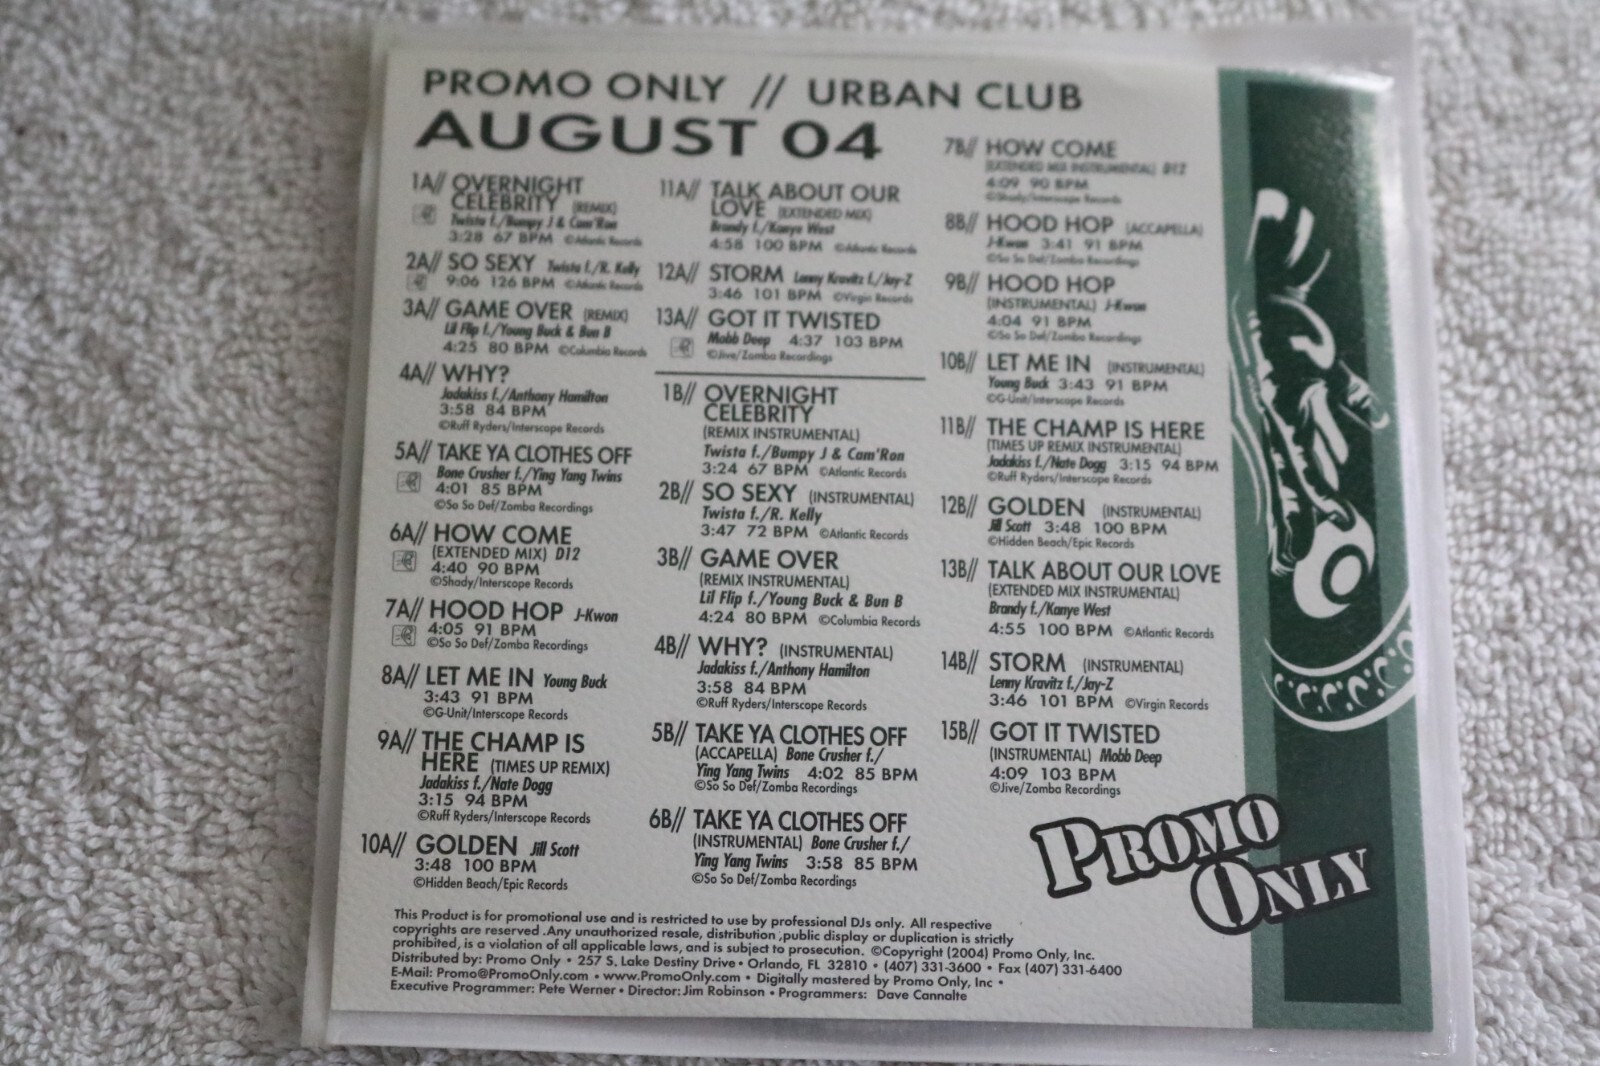 PROMO ONLY // URBAN CLUB
AUGUST 04
1A// OVERNIGHT
CELEBRITY (REMIX)
Twista f./Bumpy J & Cam'Ron
3:28 67 BPM ©Atlantic Records
2A// SO SEXY Twista f./R. Kelly
9:06 126 BPM ©Atlantic Records
3A// GAME OVER (REMIX)
Lil Flip f./Young Buck & Bun B
4:25 80 BPM ©Columbia Records
4A// WHY?
Jadakiss f./Anthony Hamilton
3:58 84 BPM
©Ruff Ryders/Interscope Records
5A// TAKE YA CLOTHES OFF
Bone Crusher f./Ying Yang Twins
4:01 85 BPM
©So So Def/Zomba Recordings
6A// HOW COME
(EXTENDED MIX) D12
4:40 90 BPM
©Shady/Interscope Records
7A// HOOD HOP J-Kwon
4:05 91 BPM
©So So Def/Zomba Recordings
8A// LET ME IN Young Buck
3:43 91 BPM
©G-Unit/Interscope Records
9A// THE CHAMP IS
HERE (TIMES UP REMIX)
Jadakiss f./Nate Dogg
3:15 94 BPM
©Ruff Ryders/Interscope Records
10A// GOLDEN Jill Scott
3:48 100 BPM
©Hidden Beach/Epic Records
11A// TALK ABOUT OUR
LOVE (EXTENDED MIX)
Brandy f./Kanye West
4:58 100 BPM ©Atlantic Records
12A// STORM Lenny Kravitz f./Jay-Z
3:46 101 BPM ©Virgin Records
13A// GOT IT TWISTED
Mobb Deep 4:37 103 BPM
©Jive/Zomba Recordings
1B// OVERNIGHT
CELEBRITY
(REMIX INSTRUMENTAL)
Twista f./Bumpy J & Cam'Ron
3:24 67 BPM ©Atlantic Records
2B// SO SEXY (INSTRUMENTAL)
Twista f./R. Kelly
3:47 72 BPM ©Atlantic Records
3B// GAME OVER
(REMIX INSTRUMENTAL)
Lil Flip f./Young Buck & Bun B
4:24 80 BPM ©Columbia Records
4B// WHY? (INSTRUMENTAL)
Jadakiss f./Anthony Hamilton
3:58 84 BPM
©Ruff Ryders/Interscope Records
5B// TAKE YA CLOTHES OFF
(ACCAPELLA) Bone Crusher f./
Ying Yang Twins 4:02 85 BPM
©So So Def/Zomba Recordings
6B// TAKE YA CLOTHES OFF
(INSTRUMENTAL) Bone Crusher f./
Ying Yang Twins 3:58 85 BPM
©So So Def/Zomba Recordings
7B// HOW COME
(EXTENDED MIX INSTRUMENTAL) D12
4:09 90 BPM
©Shady/Interscope Records
8B// HOOD HOP (ACCAPELLA)
J-Kwon 3:41 91 BPM
©So So Def/Zomba Recordings
9B// HOOD HOP
(INSTRUMENTAL) J-Kwon
4:04 91 BPM
©So So Def/Zomba Recordings
10B// LET ME IN (INSTRUMENTAL)
Young Buck 3:43 91 BPM
©G-Unit/Interscope Records
11B// THE CHAMP IS HERE
(TIMES UP REMIX INSTRUMENTAL)
Jadakiss f./Nate Dogg 3:15 94 BPM
©Ruff Ryders/Interscope Records
12B// GOLDEN (INSTRUMENTAL)
Jill Scott 3:48 100 BPM
©Hidden Beach/Epic Records
13B// TALK ABOUT OUR LOVE
(EXTENDED MIX INSTRUMENTAL)
Brandy f./Kanye West
4:55 100 BPM ©Atlantic Records
14B// STORM (INSTRUMENTAL)
Lenny Kravitz f./Jay-Z
3:46 101 BPM ©Virgin Records
15B// GOT IT TWISTED
(INSTRUMENTAL) Mobb Deep
4:09 103 BPM
©Jive/Zomba Recordings
PROMO
ONLY
This Product is for promotional use and is restricted to use by professional DJs only. All respective
copyrights are reserved .Any unauthorized resale, distribution ,public display or duplication is strictly
prohibited, is a violation of all applicable laws, and is subject to prosecution. ©Copyright (2004) Promo Only, Inc.
Distributed by: Promo Only • 257 S. Lake Destiny Drive • Orlando, FL 32810 • (407) 331-3600 • Fax (407) 331-6400
E-Mail: Promo@PromoOnly.com • www.PromoOnly.com • Digitally mastered by Promo Only, Inc •
Executive Programmer: Pete Werner • Director: Jim Robinson • Programmers: Dave Cannalte